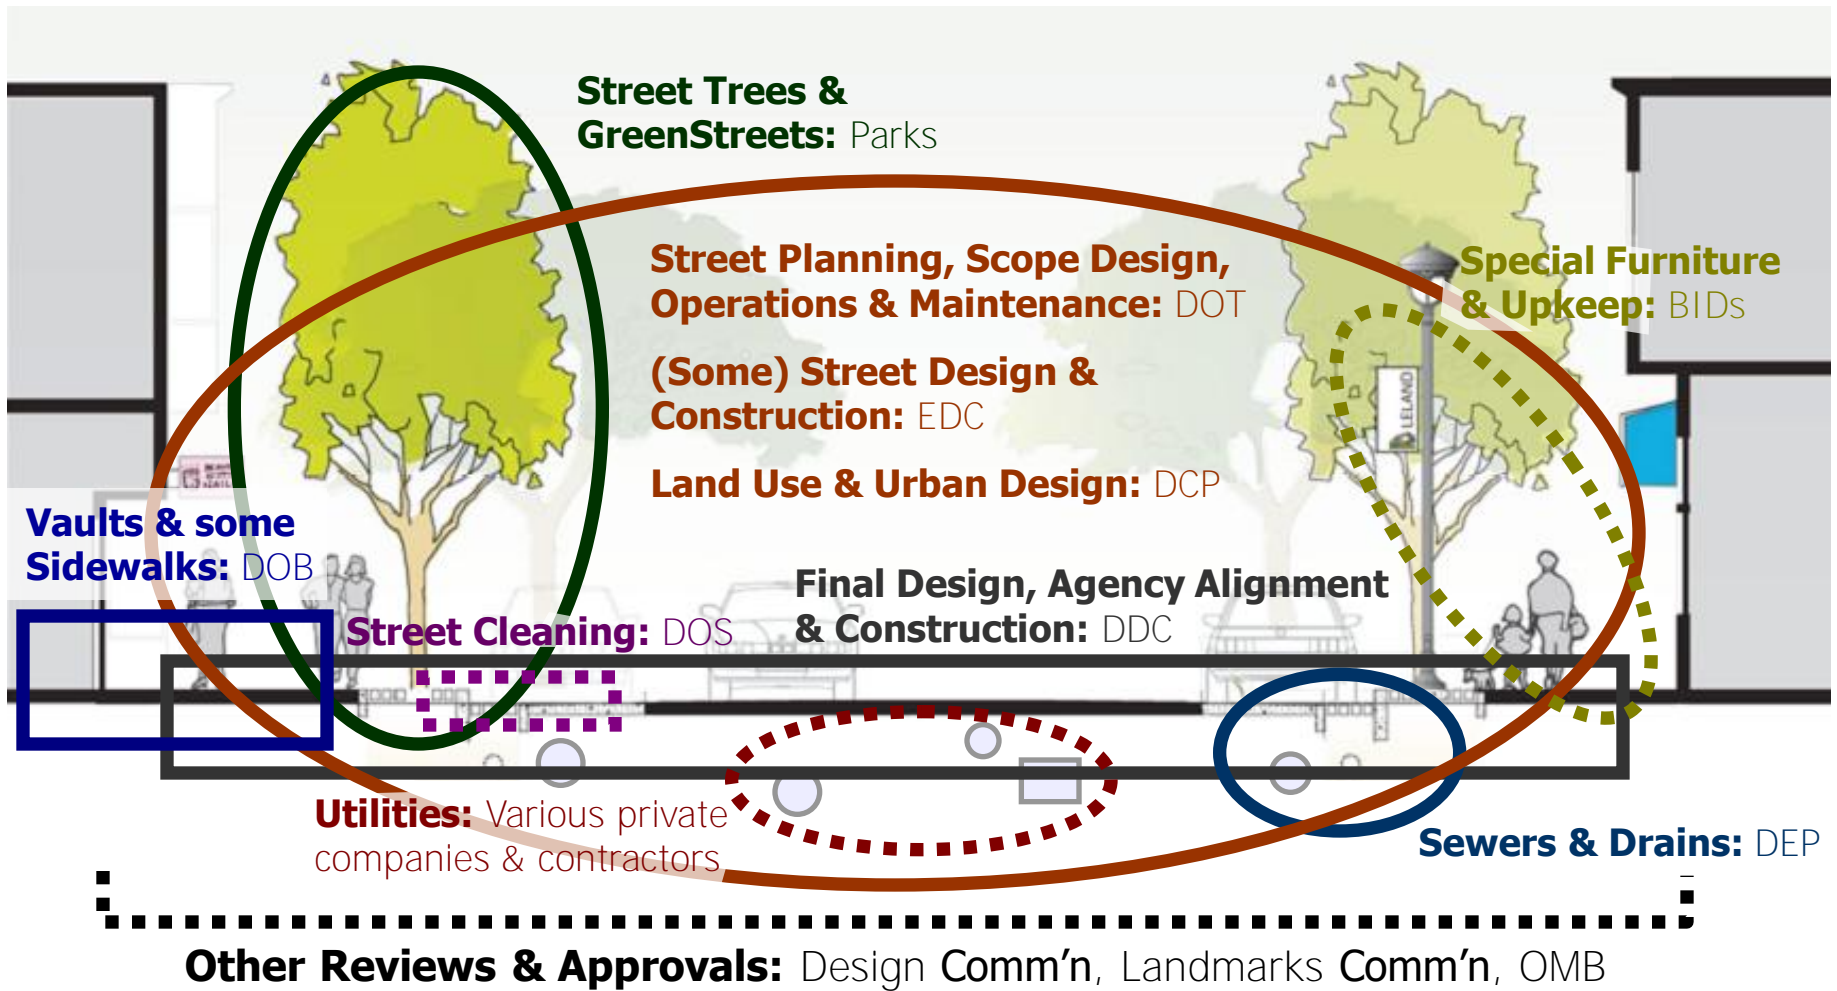 Street Trees &
GreenStreets: Parks
Street Planning, Scope Design,
Operations & Maintenance: DOT
Special Furniture
& Upkeep: BIDs
(Some) Street Design &
Construction: EDC
LELAND
Land Use & Urban Design: DCP
Vaults & some
Sidewalks: DOB
Final Design, Agency Alignment
& Construction: DDC
Street Cleaning: DOS
Utilities: Various private
companies & contractors
Sewers & Drains: DEP
Other Reviews & Approvals: Design Comm’n, Landmarks Comm’n, OMB